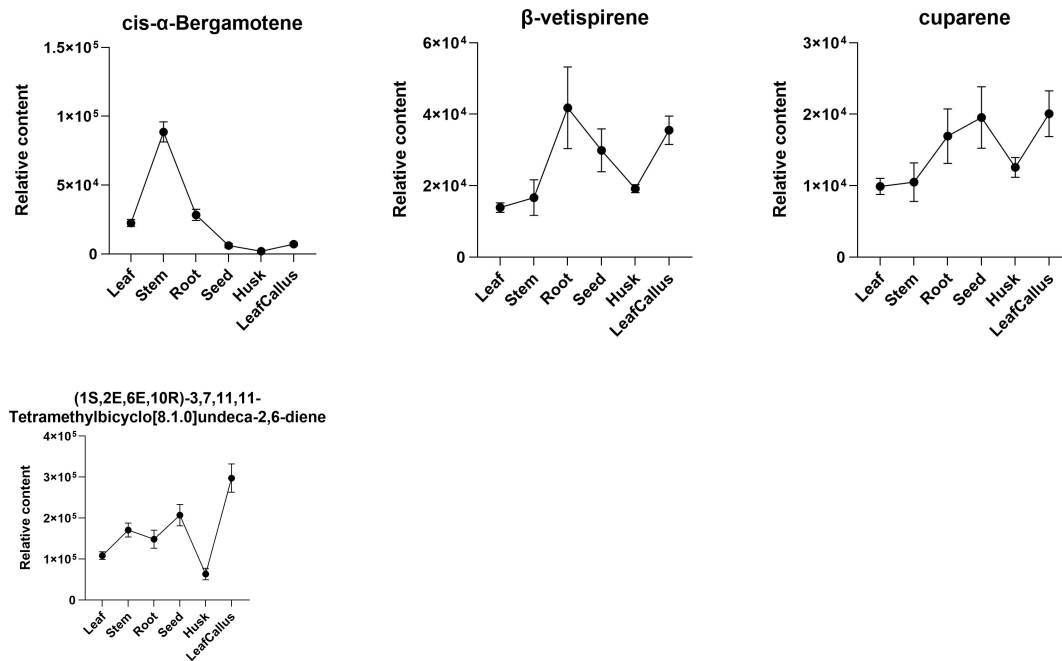 cis-α-Bergamotene
1.5×10⁵
1×10⁵
5×10⁴
0
Relative content
Leaf
Stem
Root
Seed
Husk
LeafCallus
β-vetispirene
6×10⁴
4×10⁴
2×10⁴
0
Relative content
Leaf
Stem
Root
Seed
Husk
LeafCallus
cuparene
3×10⁴
2×10⁴
1×10⁴
0
Relative content
Leaf
Stem
Root
Seed
Husk
LeafCallus
(1S,2E,6E,10R)-3,7,11,11-
Tetramethylbicyclo[8.1.0]undeca-2,6-diene
4×10⁵
3×10⁵
2×10⁵
1×10⁵
0
Relative content
Leaf
Stem
Root
Seed
Husk
LeafCallus